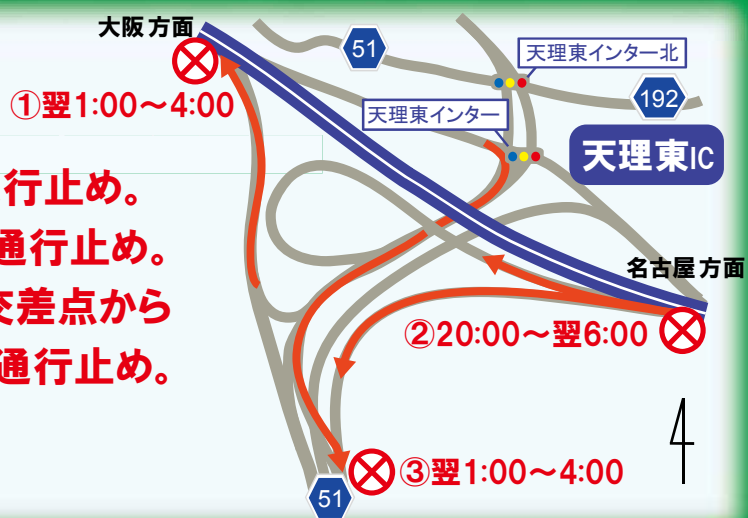 大阪方面
51
天理東インター北
①翌1:00～4:00
192
天理東インター
天理東IC
行止め。
通行止め。
名古屋方面
交差点から
②20:00～翌6:00
通行止め。
③翌1:00～4:00
51